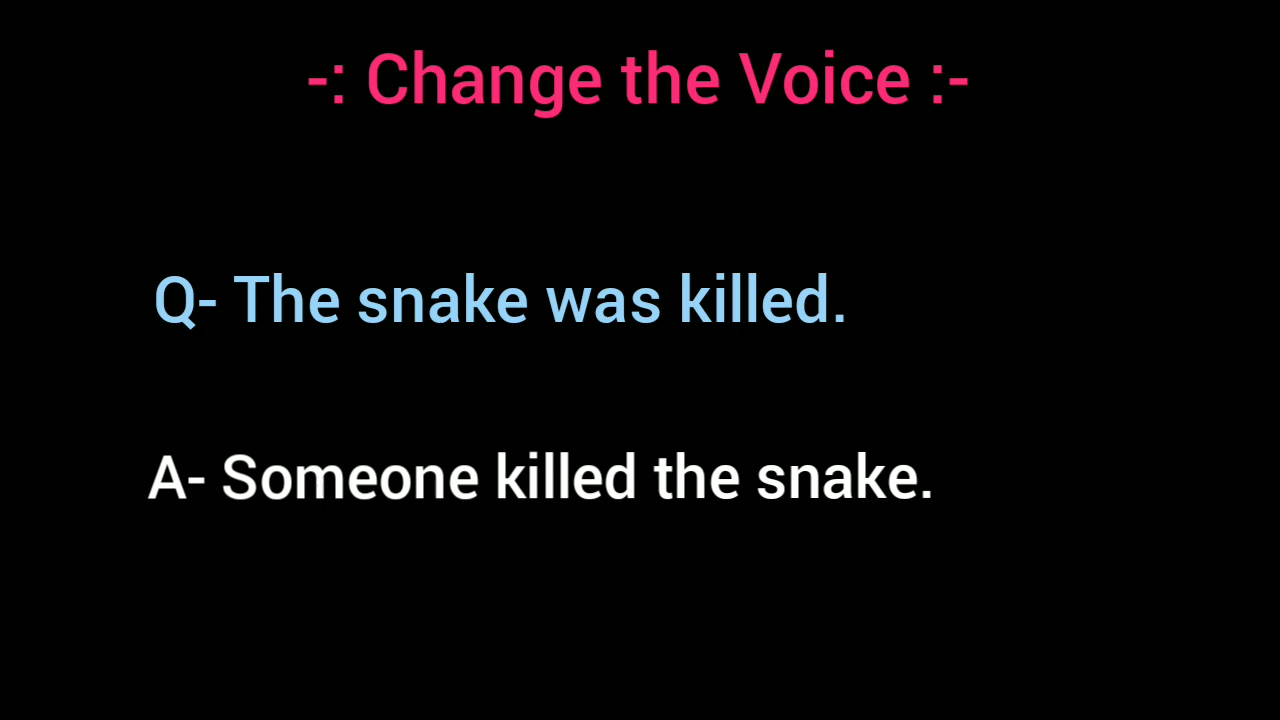 -: Change the Voice :-
Q- The snake was killed.
A- Someone killed the snake.